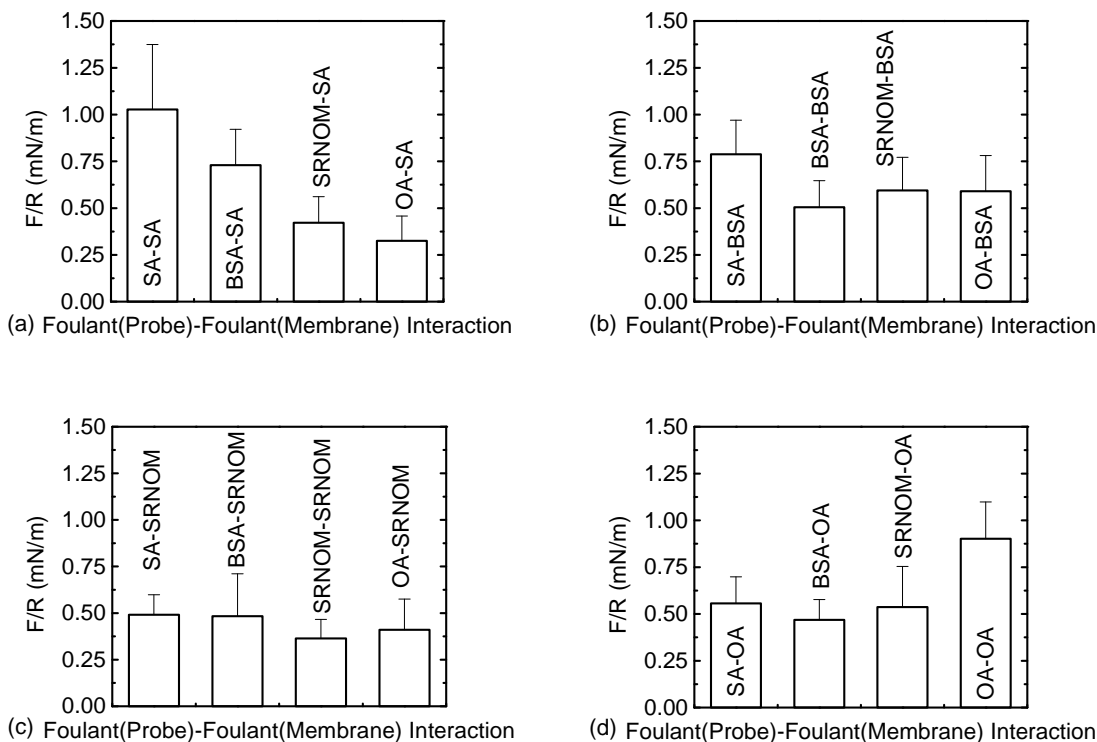 1.50
1.25
1.00
0.75
0.50
0.25
0.00
F/R (mN/m)
SA-SA
BSA-SA
SRNOM-SA
OA-SA
(a) Foulant(Probe)-Foulant(Membrane) Interaction
1.50
1.25
1.00
0.75
0.50
0.25
0.00
F/R (mN/m)
SA-BSA
BSA-BSA
SRNOM-BSA
OA-BSA
(b) Foulant(Probe)-Foulant(Membrane) Interaction
1.50
1.25
1.00
0.75
0.50
0.25
0.00
F/R (mN/m)
SA-SRNOM
BSA-SRNOM
SRNOM-SRNOM
OA-SRNOM
(c) Foulant(Probe)-Foulant(Membrane) Interaction
1.50
1.25
1.00
0.75
0.50
0.25
0.00
F/R (mN/m)
SA-OA
BSA-OA
SRNOM-OA
OA-OA
(d) Foulant(Probe)-Foulant(Membrane) Interaction